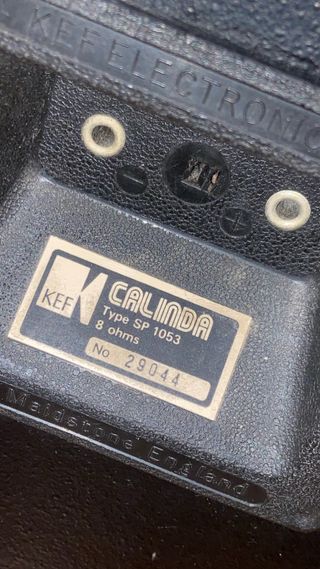 KEF ELECTRONIC
- +
KEF CALINDA
Type SP 1053
8 ohms
No 29044
Maidstone England